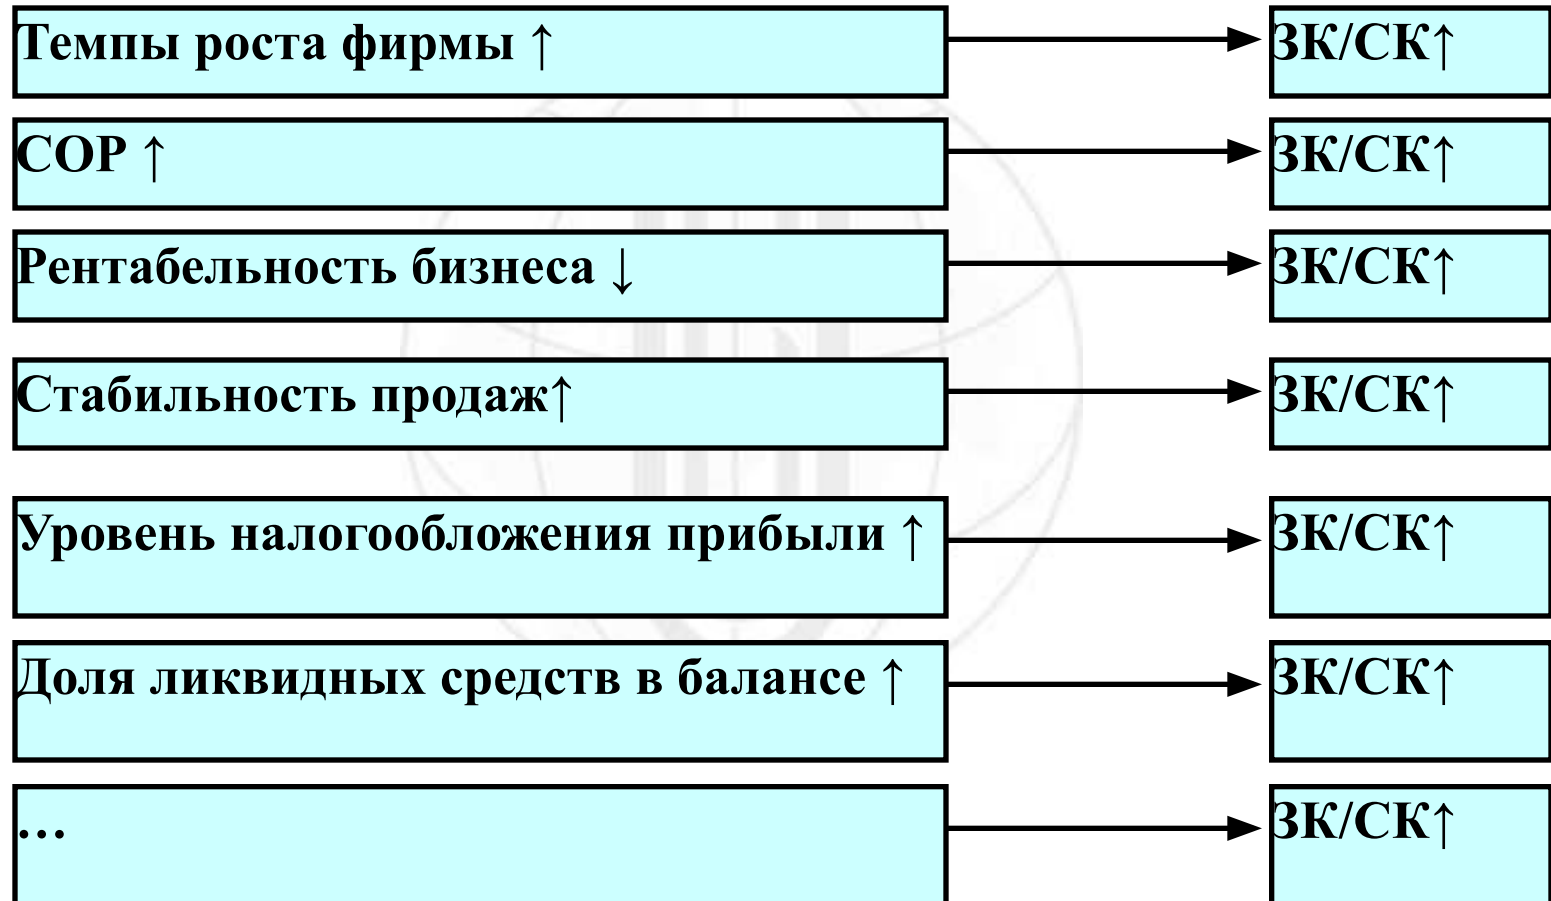 Темпы роста фирмы ↑ ЗК/СК↑
СОР ↑ ЗК/СК↑
Рентабельность бизнеса ↓ ЗК/СК↑
Стабильность продаж↑ ЗК/СК↑
Уровень налогообложения прибыли ↑ ЗК/СК↑
Доля ликвидных средств в балансе ↑ ЗК/СК↑
… ЗК/СК↑